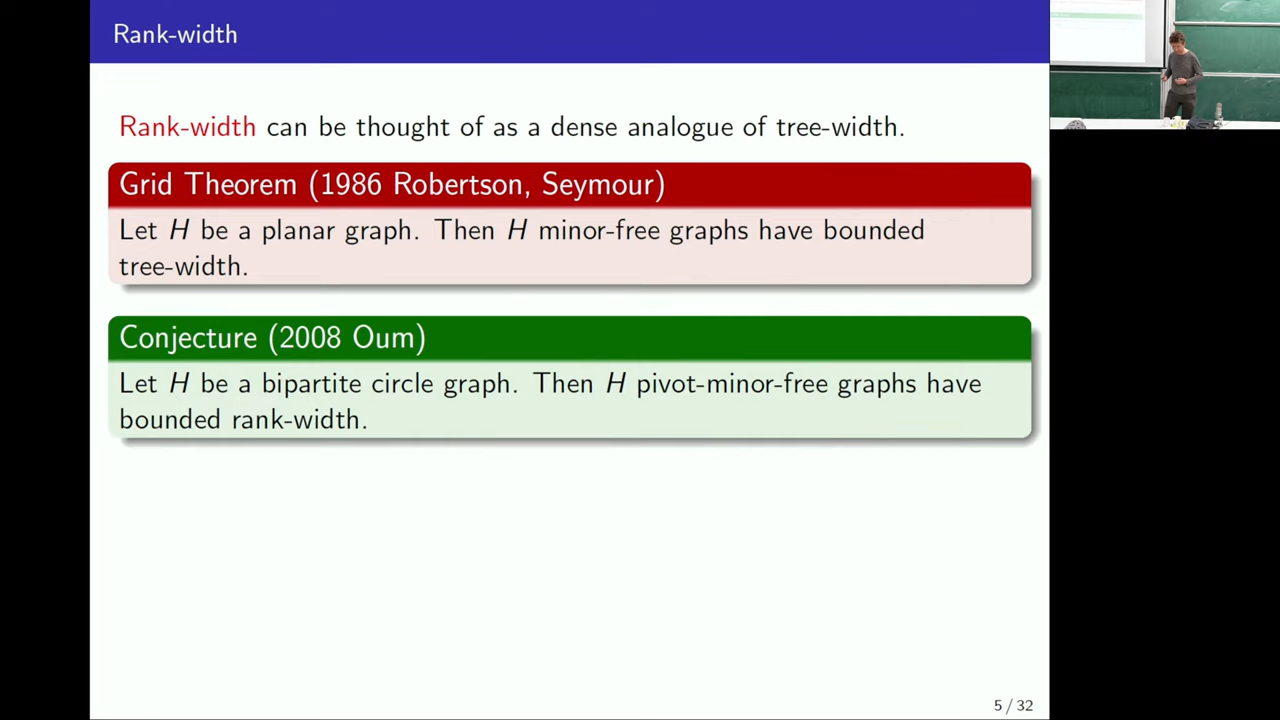 Rank-width
Rank-width can be thought of as a dense analogue of tree-width.
Grid Theorem (1986 Robertson, Seymour)
Let H be a planar graph. Then H minor-free graphs have bounded
tree-width.
Conjecture (2008 Oum)
Let H be a bipartite circle graph. Then H pivot-minor-free graphs have
bounded rank-width.
5 / 32